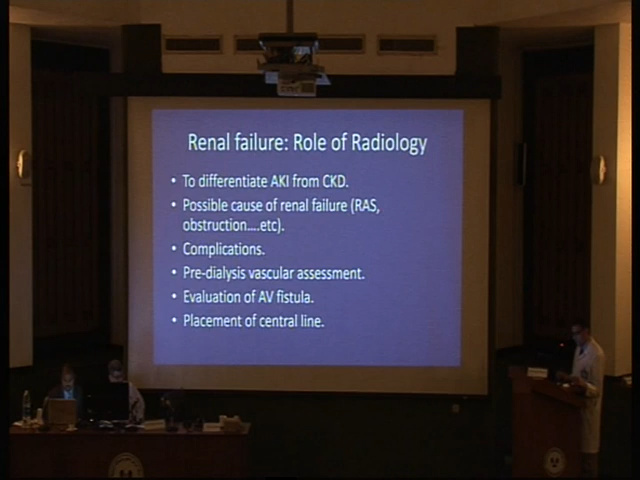 Renal failure: Role of Radiology
• To differentiate AKI from CKD.
• Possible cause of renal failure (RAS,
obstruction....etc).
• Complications.
• Pre-dialysis vascular assessment.
• Evaluation of AV fistula.
• Placement of central line.